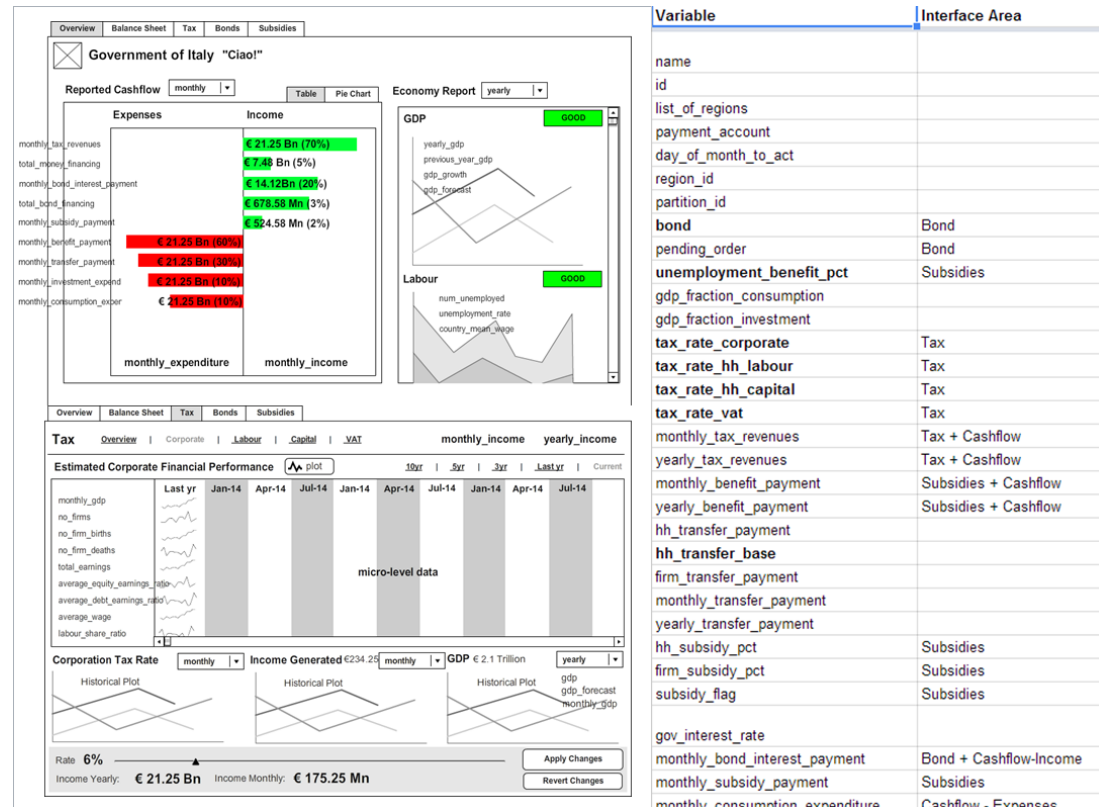 Overview Balance Sheet Tax Bonds Subsidies
Government of Italy "Ciao!"
Reported Cashflow monthly
Table Pie Chart
Expenses Income
monthly_tax_revenues € 21.25 Bn (70%)
total_money_financing € 7.48 Bn (5%)
monthly_bond_interest_payment € 14.12Bn (20%)
total_bond_financing € 678.58 Mn (3%)
monthly_subsidy_payment € 524.58 Mn (2%)
monthly_benefit_payment € 21.25 Bn (60%)
monthly_transfer_payment € 21.25 Bn (30%)
monthly_investment_expend € 21.25 Bn (10%)
monthly_consumption_exper € 21.25 Bn (10%)
monthly_expenditure monthly_income
Economy Report yearly
GDP GOOD
yearly_gdp
previous_year_gdp
gdp_growth
gdp_forecast
Labour GOOD
num_unemployed
unemployment_rate
country_mean_wage
Overview Balance Sheet Tax Bonds Subsidies
Tax Overview | Corporate | Labour | Capital | VAT monthly_income yearly_income
Estimated Corporate Financial Performance plot 10yr | 5yr | 3yr | Last yr | Current
Last yr Jan-14 Apr-14 Jul-14 Jan-14 Apr-14 Jul-14 Jan-14 Apr-14 Jul-14
monthly_gdp
no_firms
no_firm_births
no_firm_deaths
total_earnings
average_equity_earnings_ratio
average_debt_earnings_ratio
average_wage
labour_share_ratio
micro-level data
Corporation Tax Rate monthly Income Generated €234.25 monthly GDP € 2.1 Trillion yearly
Historical Plot Historical Plot Historical Plot
gdp
gdp_forecast
monthly_gdp
Rate 6% Apply Changes
Income Yearly: € 21.25 Bn Income Monthly: € 175.25 Mn Revert Changes
Variable Interface Area
name
id
list_of_regions
payment_account
day_of_month_to_act
region_id
partition_id
bond Bond
pending_order Bond
unemployment_benefit_pct Subsidies
gdp_fraction_consumption
gdp_fraction_investment
tax_rate_corporate Tax
tax_rate_hh_labour Tax
tax_rate_hh_capital Tax
tax_rate_vat Tax
monthly_tax_revenues Tax + Cashflow
yearly_tax_revenues Tax + Cashflow
monthly_benefit_payment Subsidies + Cashflow
yearly_benefit_payment Subsidies + Cashflow
hh_transfer_payment
hh_transfer_base
firm_transfer_payment
monthly_transfer_payment
yearly_transfer_payment
hh_subsidy_pct Subsidies
firm_subsidy_pct Subsidies
subsidy_flag Subsidies
gov_interest_rate
monthly_bond_interest_payment Bond + Cashflow-Income
monthly_subsidy_payment Subsidies
monthly_consumption_expenditure Cashflow - Expenses